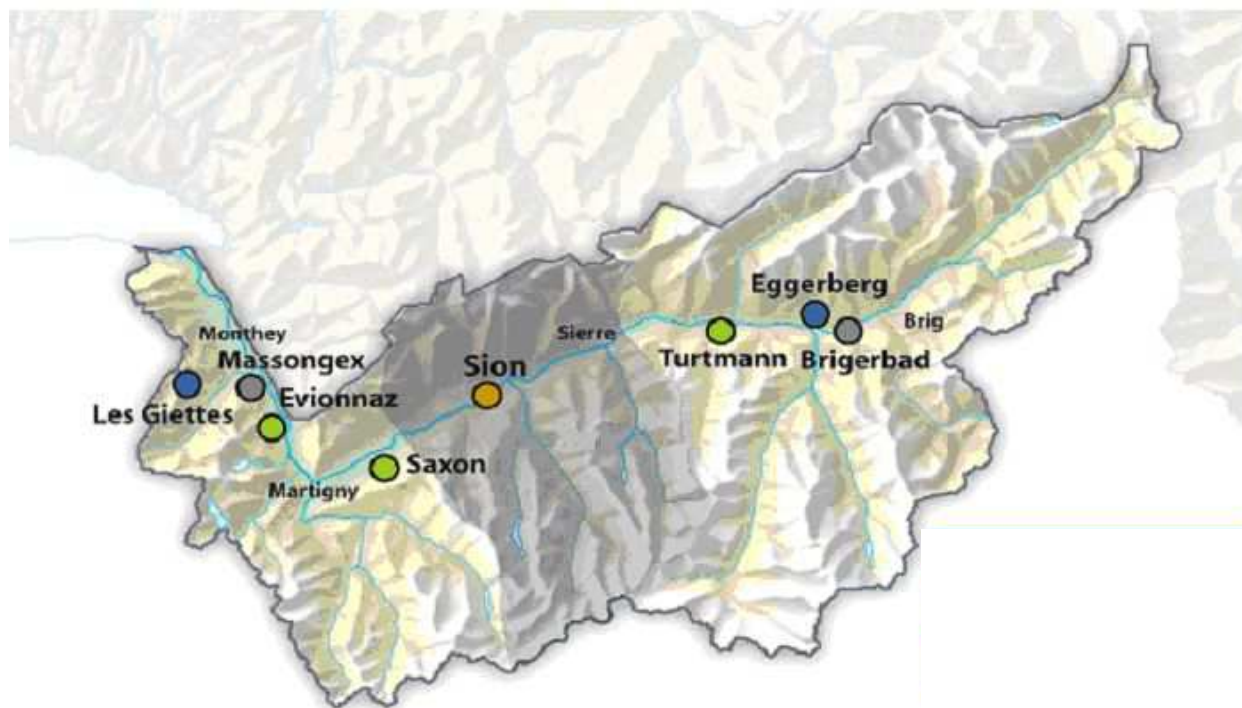 Monthey
Massongex
Les Giettes
Evionnaz
Martigny
Saxon
Sion
Sierre
Turtmann
Eggerberg
Brigerbad
Brig